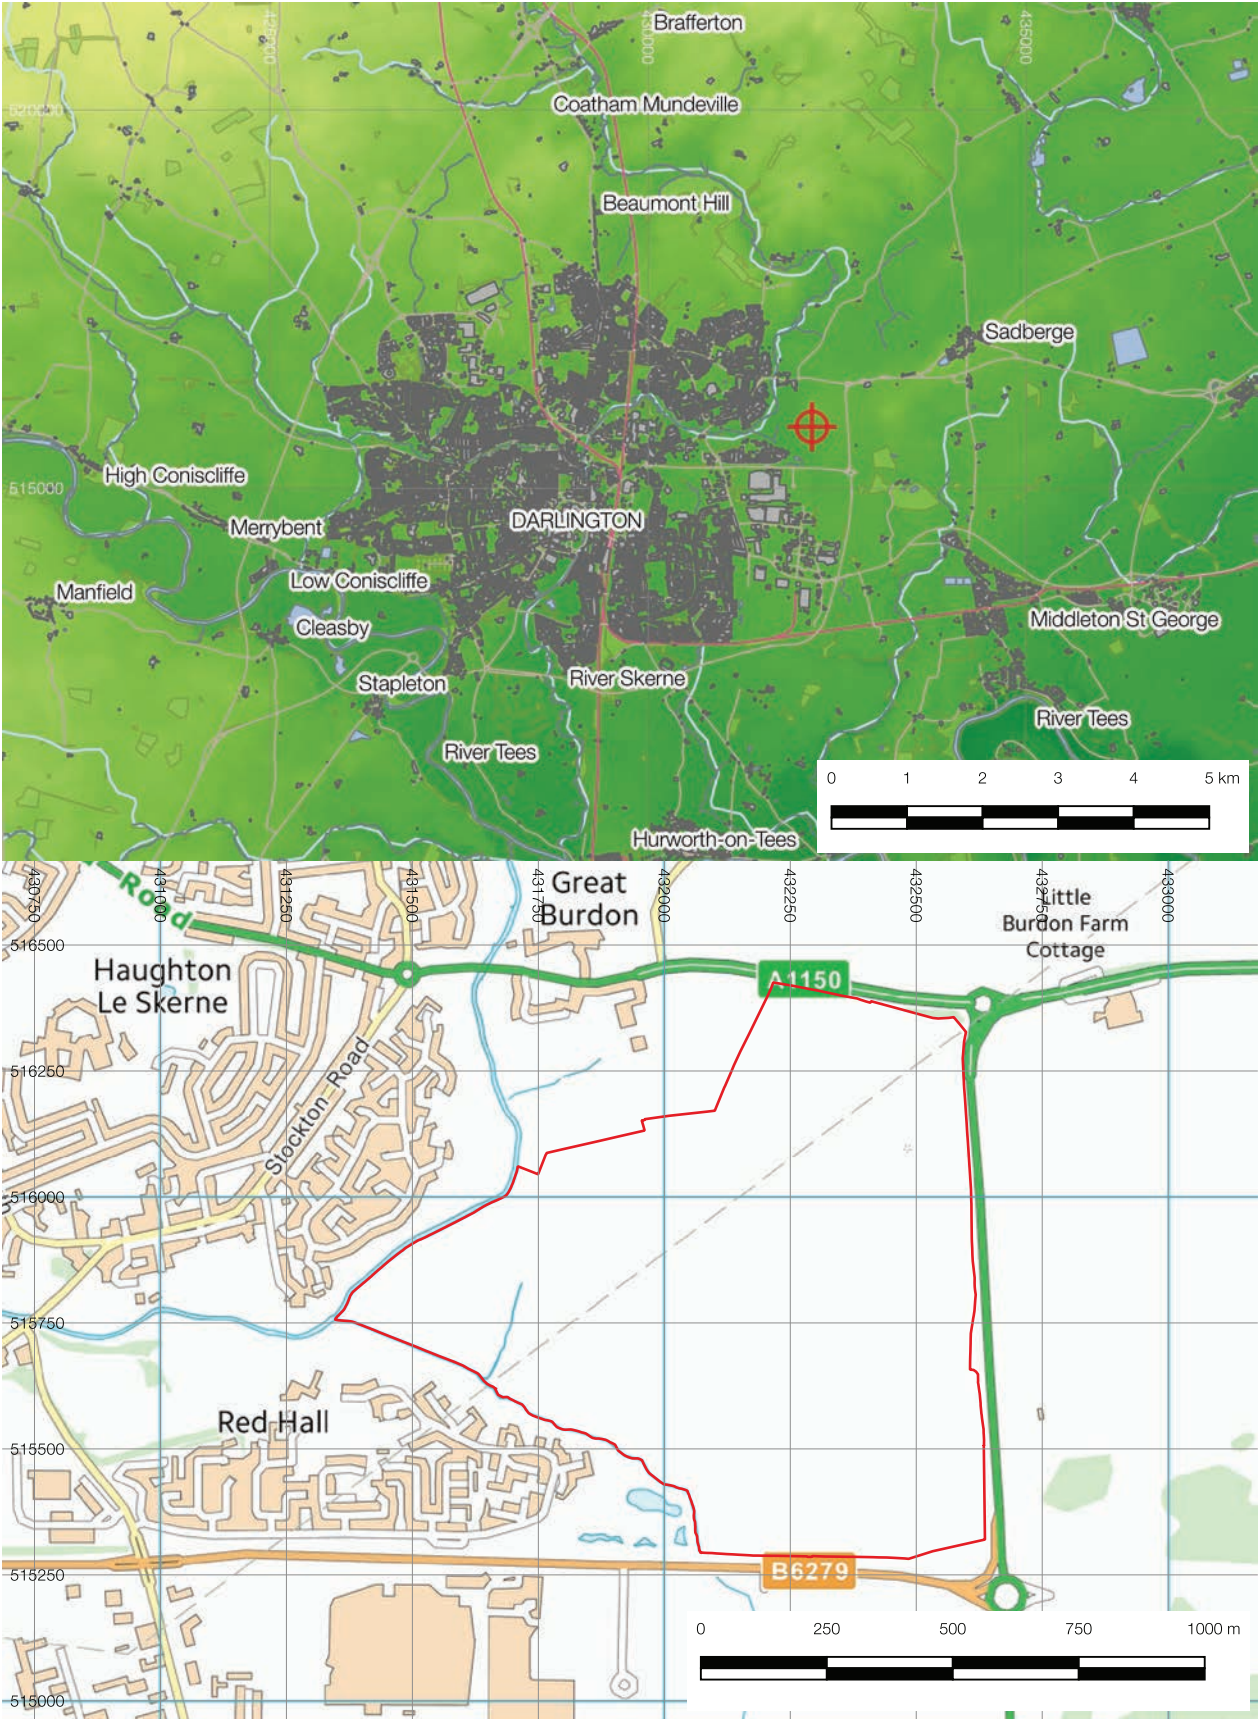 Brafferton
425000
430000
435000
520000
Coatham Mundeville
Beaumont Hill
Sadberge
High Coniscliffe
515000
Merrybent
DARLINGTON
Manfield
Low Coniscliffe
Cleasby
Middleton St George
Stapleton
River Skerne
River Tees
River Tees
Hurworth-on-Tees
0 1 2 3 4 5 km
430750
431000
431250
431500
431750
432000
432250
432500
432750
433000
Road
Great
Burdon
Little
Burdon Farm
Cottage
516500
Haughton
Le Skerne
A1150
516250
Stockton Road
516000
515750
Red Hall
515500
B6279
515250
0 250 500 750 1000 m
515000